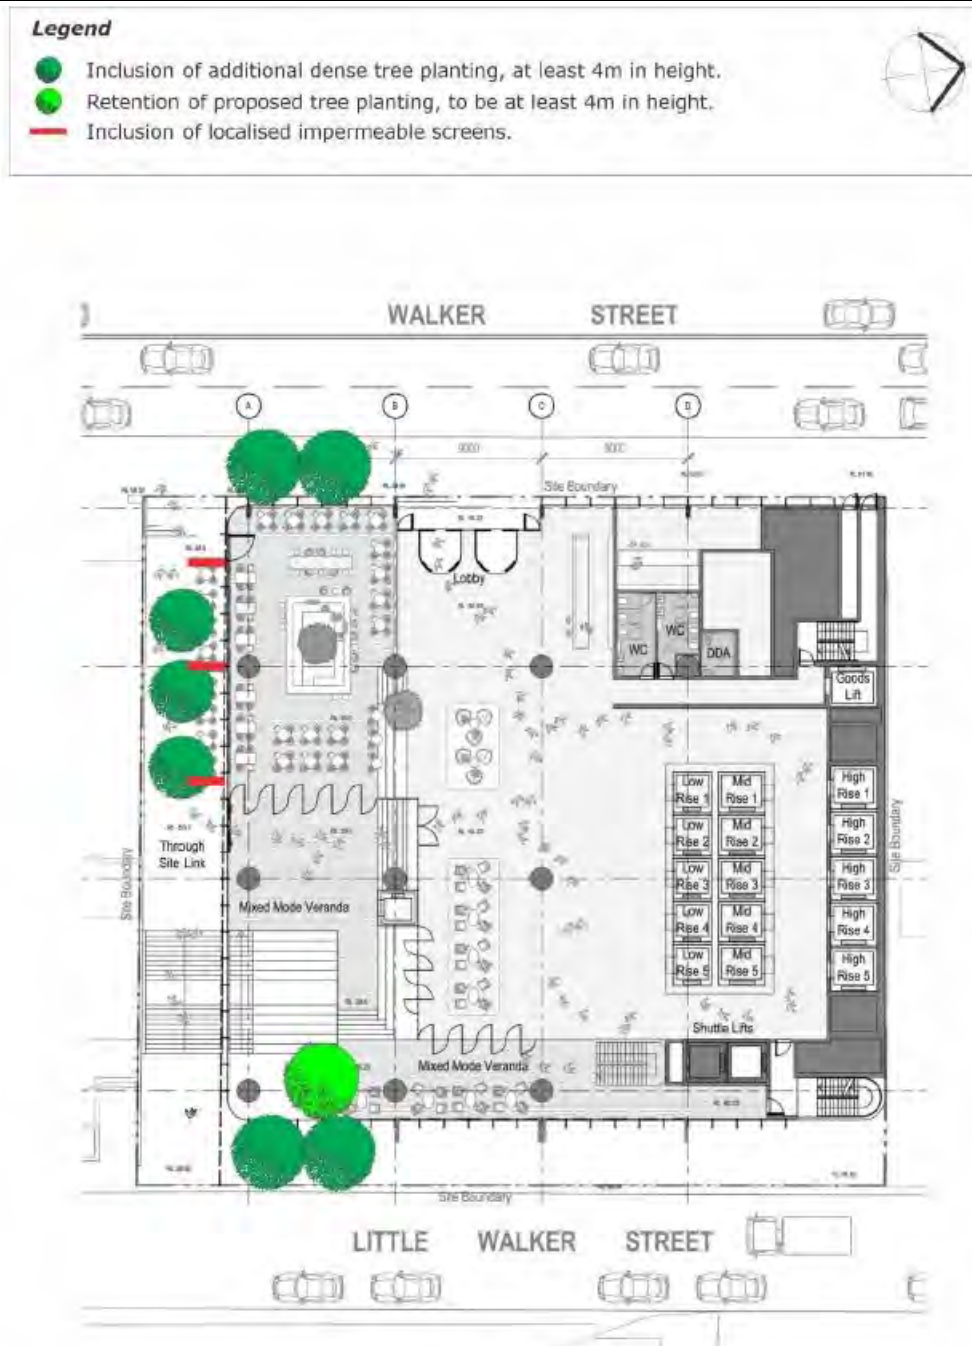 Legend
Inclusion of additional dense tree planting, at least 4m in height.
Retention of proposed tree planting, to be at least 4m in height.
Inclusion of localised impermeable screens.
WALKER STREET
A
B
C
D
9000
9000
Site Boundary
Lobby
WC
WC
DDA
Goods
Lift
Low
Rise 1
Mid
Rise 1
High
Rise 1
Low
Rise 2
Mid
Rise 2
High
Rise 2
Low
Rise 3
Mid
Rise 3
High
Rise 3
Low
Rise 4
Mid
Rise 4
High
Rise 4
Low
Rise 5
Mid
Rise 5
High
Rise 5
Through
Site Link
Site Boundary
Site Boundary
Mixed Mode Veranda
Shuttle Lifts
Mixed Mode Veranda
Site Boundary
LITTLE WALKER STREET